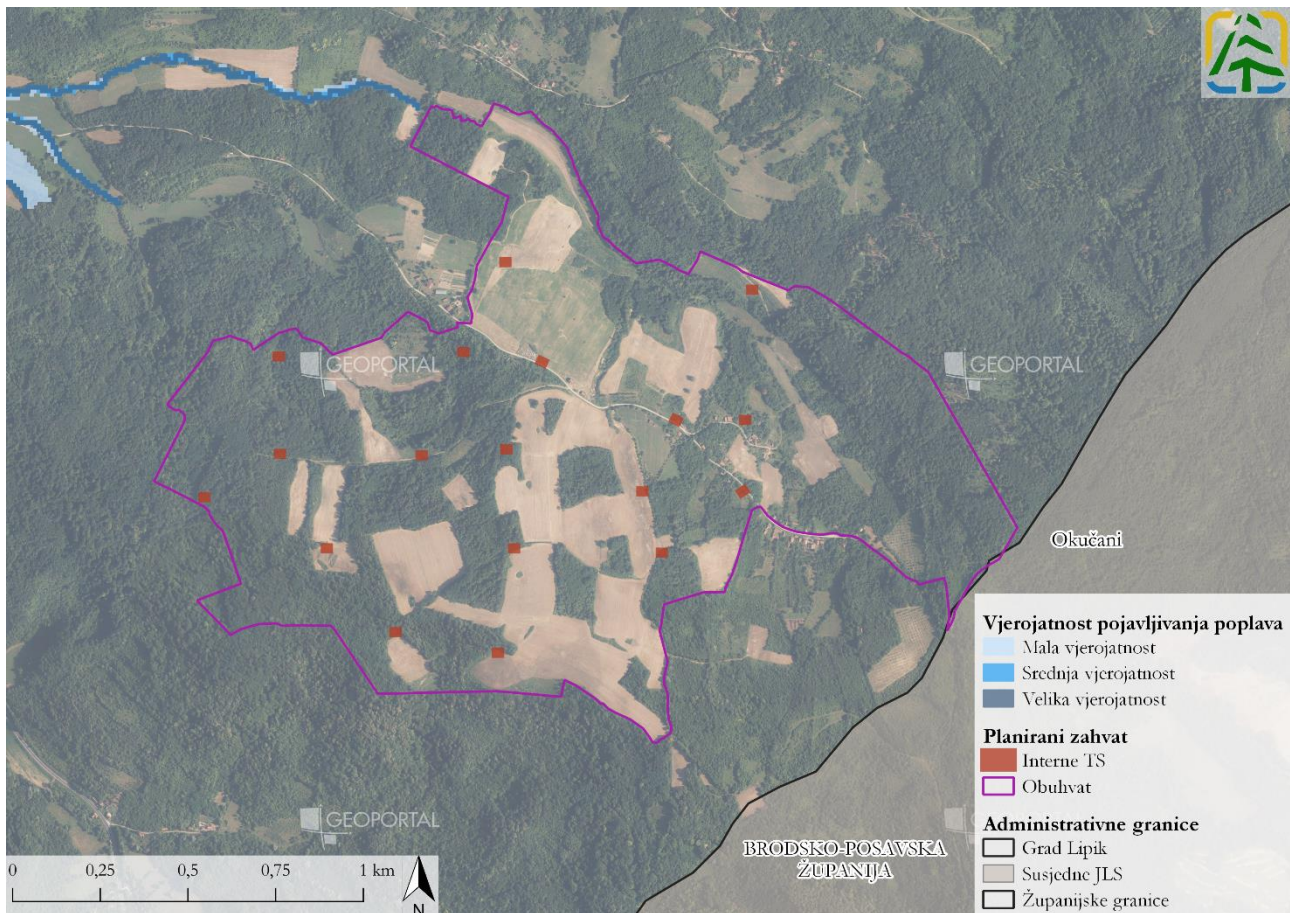 GEOPORTAL
GEOPORTAL
Okučani
Vjerojatnost pojavljivanja poplava
Mala vjerojatnost
Srednja vjerojatnost
Velika vjerojatnost
Planirani zahvat
Interne TS
Obuhvat
Administrativne granice
Grad Lipik
Susjedne JLS
Županijske granice
GEOPORTAL
BRODSKO-POSAVSKA
ŽUPANIJA
0 0,25 0,5 0,75 1 km
N